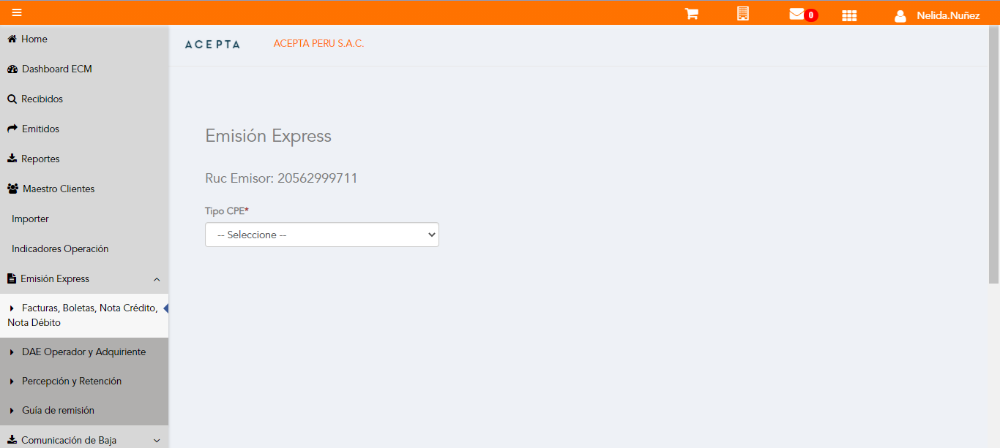 0
Nelida.Nuñez
Home
Dashboard ECM
Recibidos
Emitidos
Reportes
Maestro Clientes
Importer
Indicadores Operación
Emisión Express
Facturas, Boletas, Nota Crédito,
Nota Débito
DAE Operador y Adquiriente
Percepción y Retención
Guía de remisión
Comunicación de Baja
ACEPTA
ACEPTA PERU S.A.C.
Emisión Express
Ruc Emisor: 20562999711
Tipo CPE*
-- Seleccione --